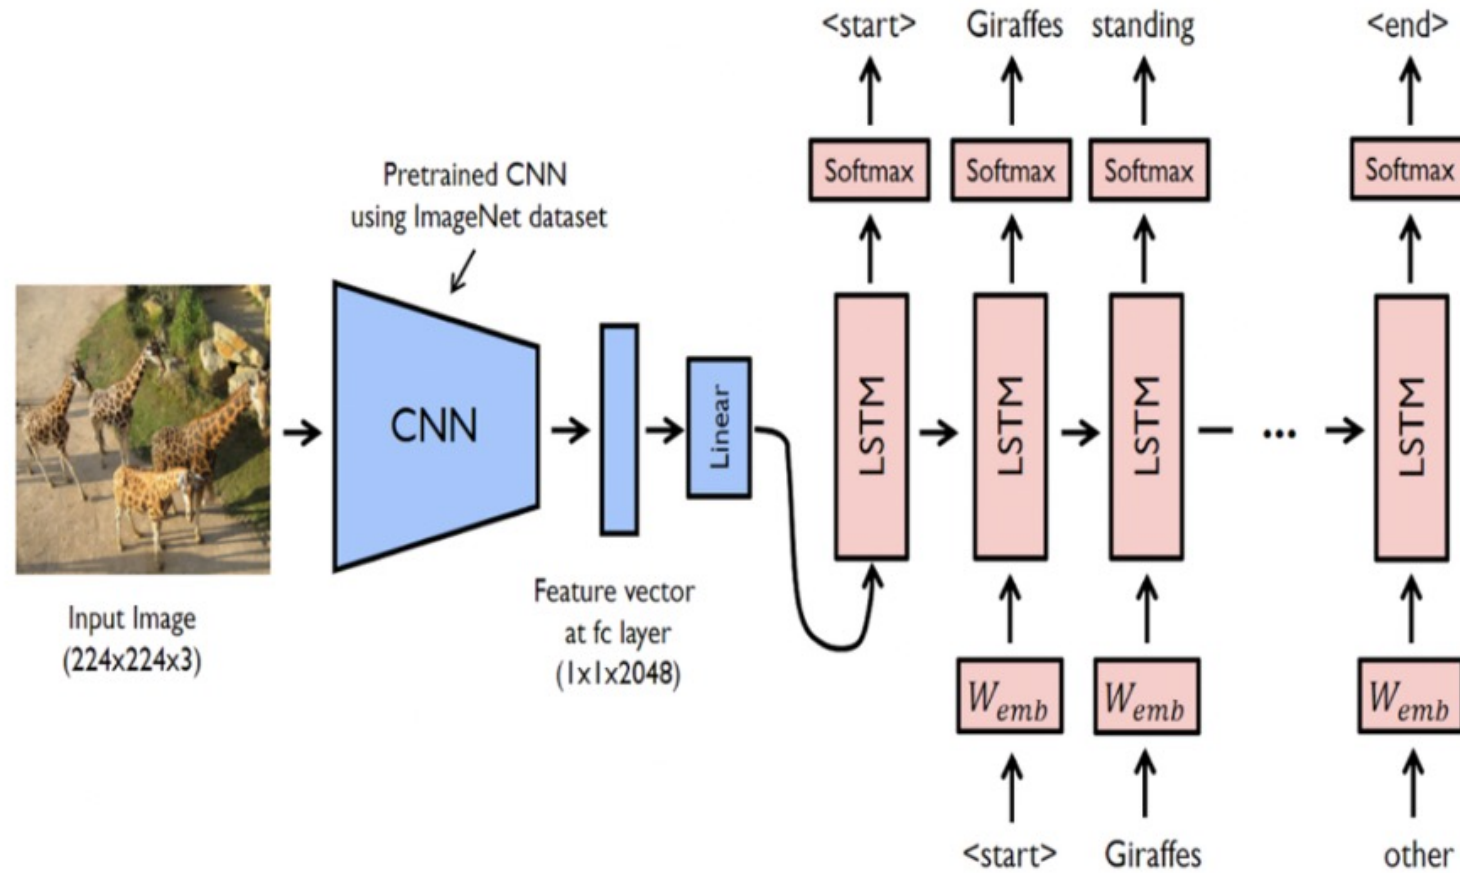 <start> Giraffes standing <end>
Softmax Softmax Softmax Softmax
Pretrained CNN
using ImageNet dataset
CNN
Linear
LSTM LSTM LSTM ... LSTM
Input Image
(224x224x3)
Feature vector
at fc layer
(1x1x2048)
W_emb W_emb W_emb
<start> Giraffes other